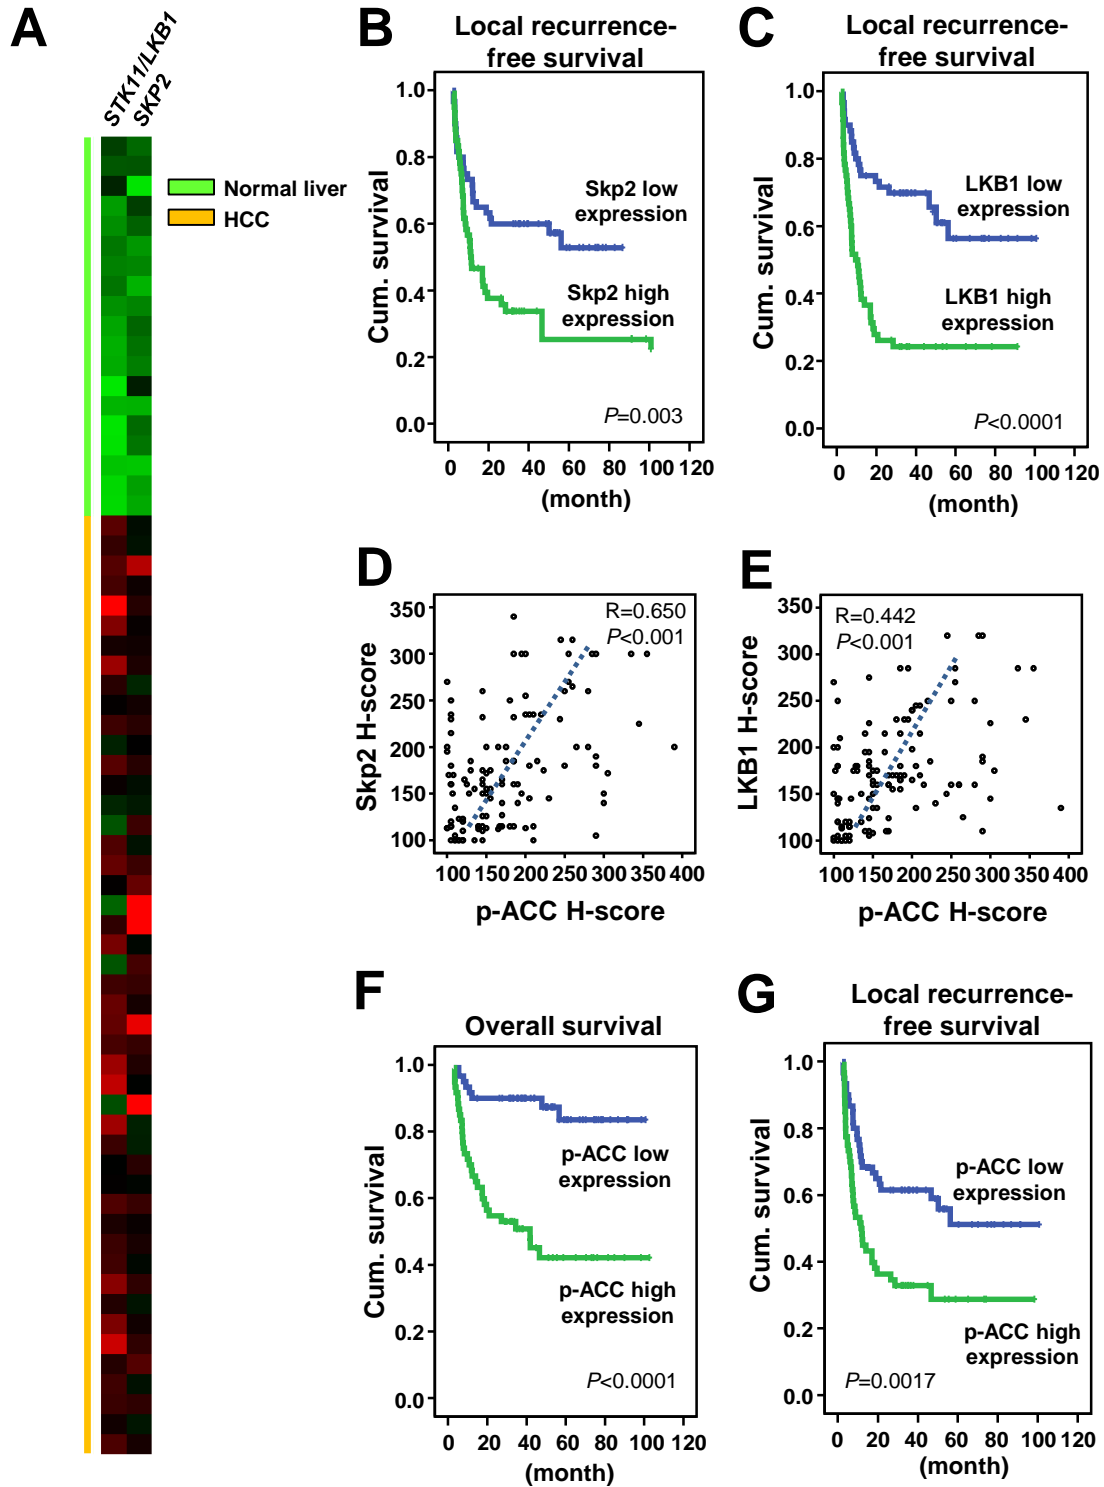 A
STK11/LKB1
SKP2
Normal liver
HCC
B
Local recurrence-
free survival
Cum. survival
1.0
0.8
0.6
0.4
0.2
0.0
Skp2 low
expression
Skp2 high
expression
P=0.003
0 20 40 60 80 100 120
(month)
C
Local recurrence-
free survival
Cum. survival
1.0
0.8
0.6
0.4
0.2
0.0
LKB1 low
expression
LKB1 high
expression
P<0.0001
0 20 40 60 80 100 120
(month)
D
Skp2 H-score
350
300
250
200
150
100
R=0.650
P<0.001
100 150 200 250 300 350 400
p-ACC H-score
E
LKB1 H-score
350
300
250
200
150
100
R=0.442
P<0.001
100 150 200 250 300 350 400
p-ACC H-score
F
Overall survival
Cum. survival
1.0
0.8
0.6
0.4
0.2
0.0
p-ACC low
expression
p-ACC high
expression
P<0.0001
0 20 40 60 80 100 120
(month)
G
Local recurrence-
free survival
Cum. survival
1.0
0.8
0.6
0.4
0.2
0.0
p-ACC low
expression
p-ACC high
expression
P=0.0017
0 20 40 60 80 100 120
(month)